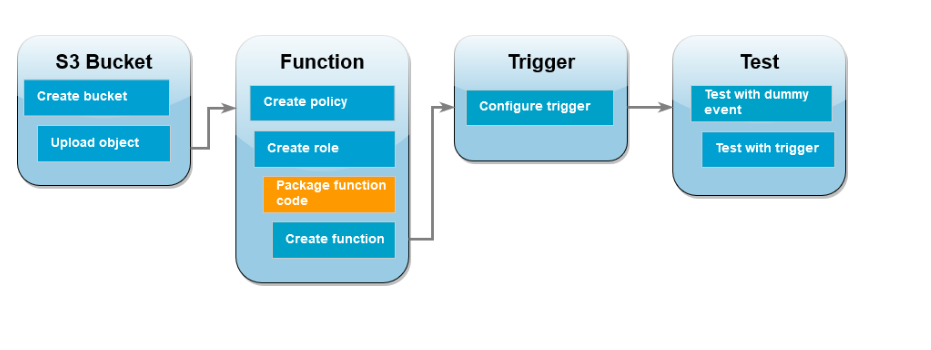 S3 Bucket
Create bucket
Upload object
Function
Create policy
Create role
Package function
code
Create function
Trigger
Configure trigger
Test
Test with dummy
event
Test with trigger